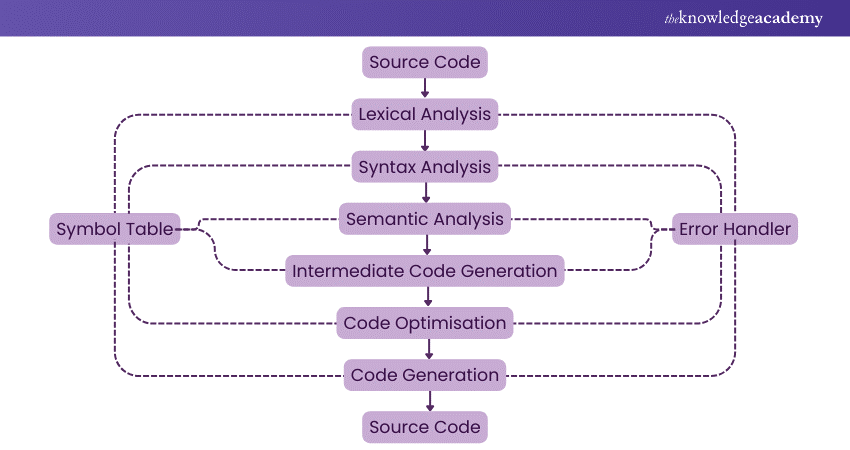 theknowledgeacademy
Source Code
Lexical Analysis
Syntax Analysis
Semantic Analysis
Symbol Table
Error Handler
Intermediate Code Generation
Code Optimisation
Code Generation
Source Code